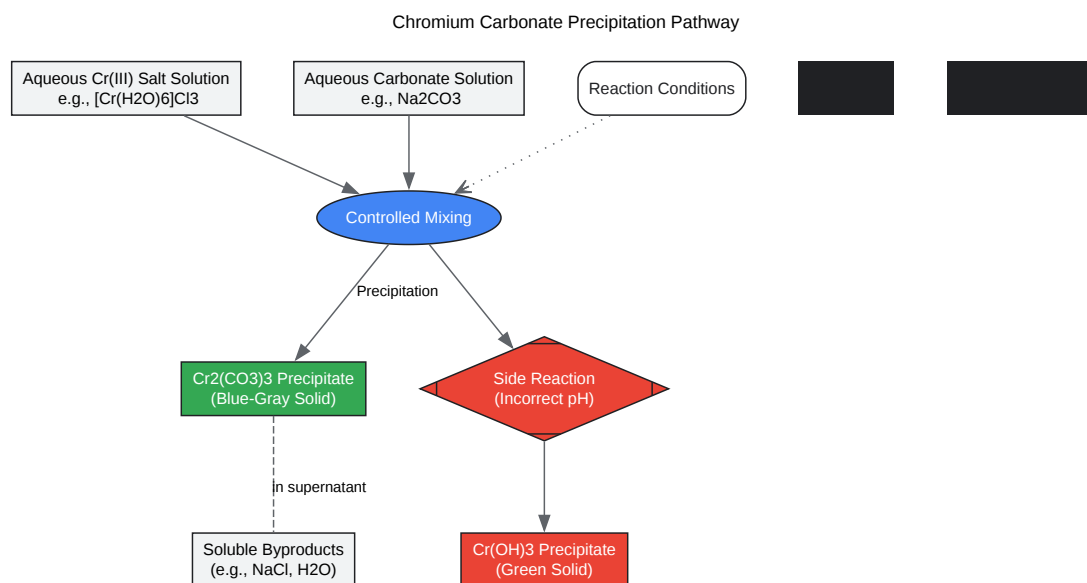 Chromium Carbonate Precipitation Pathway
Aqueous Cr(III) Salt Solution
e.g., [Cr(H2O)6]Cl3
Aqueous Carbonate Solution
e.g., Na2CO3
Reaction Conditions
Controlled Mixing
Precipitation
Cr2(CO3)3 Precipitate
(Blue-Gray Solid)
Side Reaction
(Incorrect pH)
in supernatant
Soluble Byproducts
(e.g., NaCl, H2O)
Cr(OH)3 Precipitate
(Green Solid)